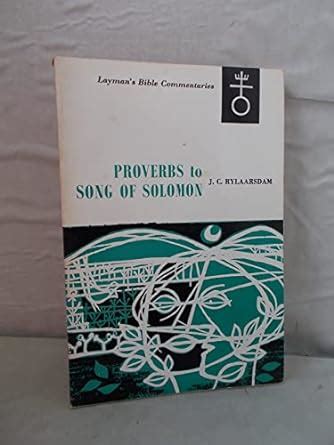 Layman's Bible Commentaries
PROVERBS to
SONG OF SOLOMON
J. C. RYLAARSDAM